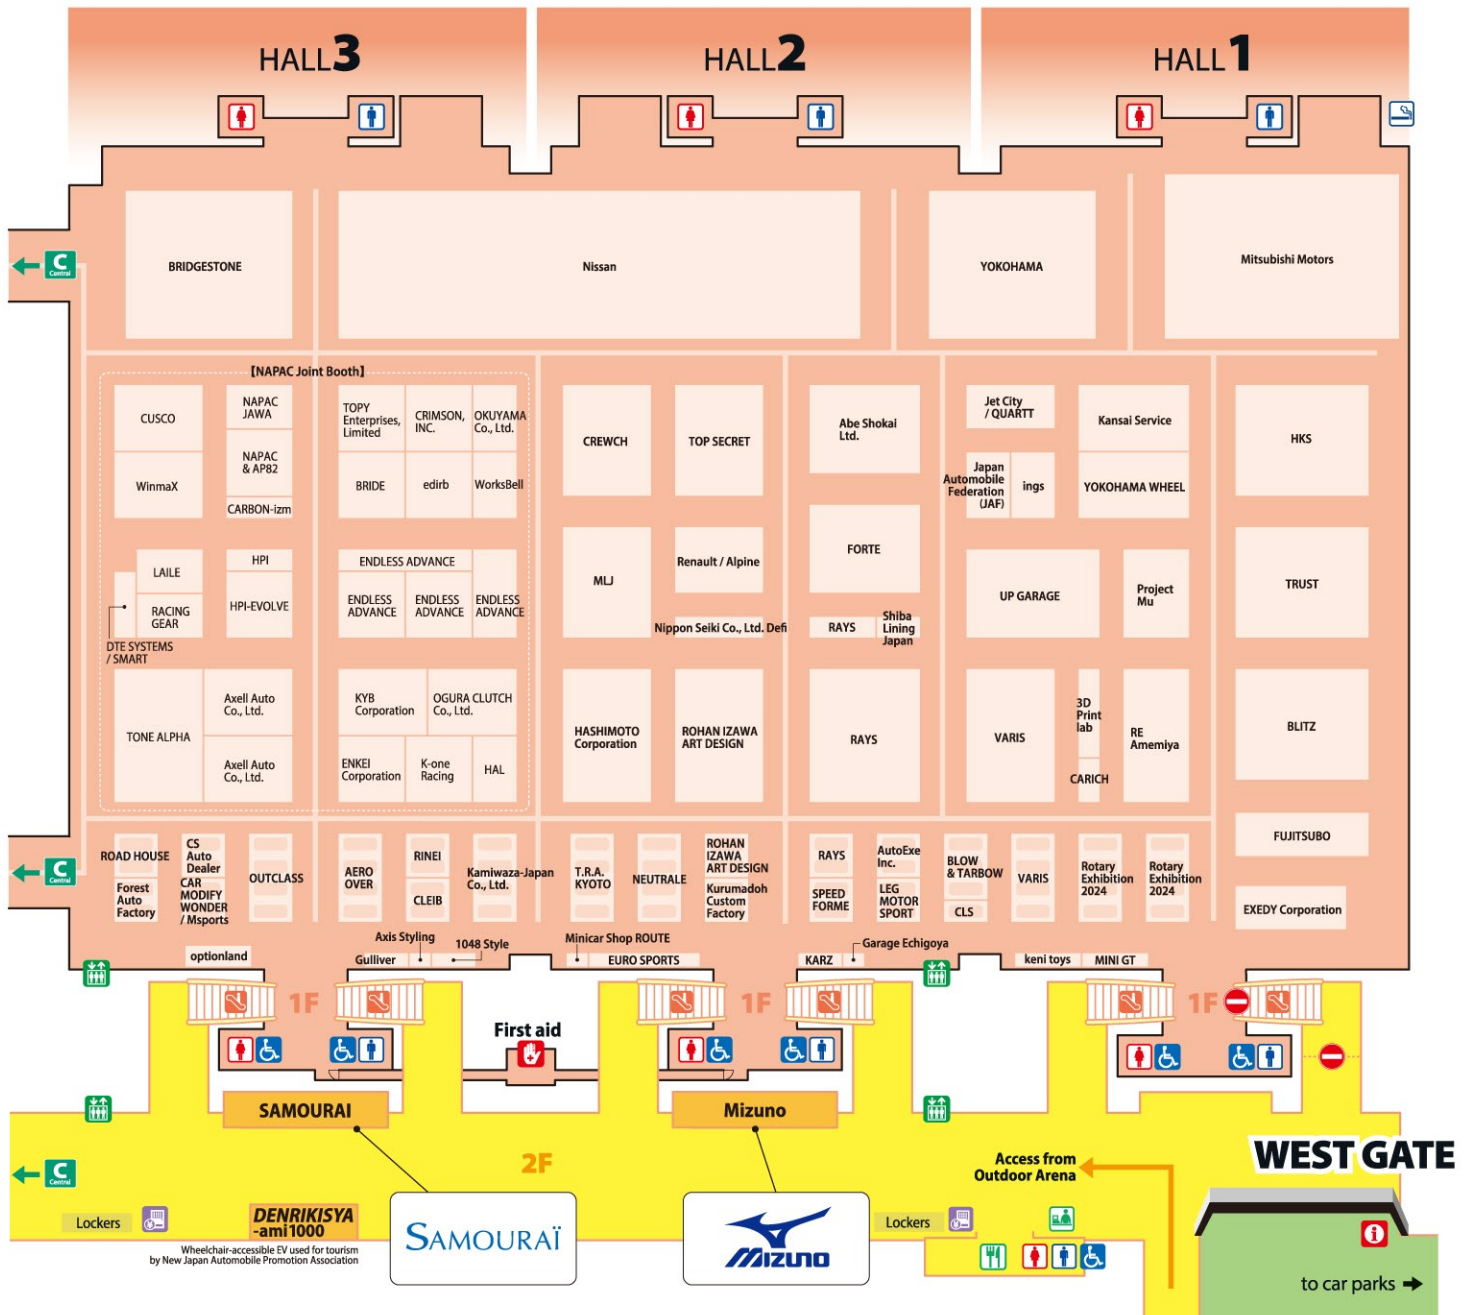 HALL3
HALL2
HALL1
C
Central
BRIDGESTONE
Nissan
YOKOHAMA
Mitsubishi Motors
【NAPAC Joint Booth】
CUSCO
NAPAC
JAWA
WinmaX
NAPAC
& AP82
CARBON-izm
TOPY
Enterprises,
Limited
CRIMSON,
INC.
OKUYAMA
Co., Ltd.
BRIDE
edirb
WorksBell
LAILE
RACING
GEAR
DTE SYSTEMS
/ SMART
HPI
HPI-EVOLVE
ENDLESS ADVANCE
ENDLESS
ADVANCE
ENDLESS
ADVANCE
ENDLESS
ADVANCE
TONE ALPHA
Axell Auto
Co., Ltd.
Axell Auto
Co., Ltd.
KYB
Corporation
OGURA CLUTCH
Co., Ltd.
ENKEI
Corporation
K-one
Racing
HAL
CREWCH
TOP SECRET
MLJ
Renault / Alpine
Nippon Seiki Co., Ltd. Defi
HASHIMOTO
Corporation
ROHAN IZAWA
ART DESIGN
Abe Shokai
Ltd.
FORTE
RAYS
Shiba
Lining
Japan
RAYS
Jet City
/ QUARTT
Kansai Service
Japan
Automobile
Federation
(JAF)
ings
YOKOHAMA WHEEL
UP GARAGE
Project
Mu
VARIS
3D
Print
lab
CARICH
RE
Amemiya
HKS
TRUST
BLITZ
FUJITSUBO
EXEDY Corporation
C
Central
ROAD HOUSE
Forest
Auto
Factory
CS
Auto
Dealer
CAR
MODIFY
WONDER
/ Msports
OUTCLASS
AERO
OVER
RINEI
CLEIB
Kamiwaza-Japan
Co., Ltd.
T.R.A.
KYOTO
NEUTRALE
ROHAN
IZAWA
ART DESIGN
Kurumadoh
Custom
Factory
RAYS
SPEED
FORME
AutoExe
Inc.
LEG
MOTOR
SPORT
BLOW
& TARBOW
CLS
VARIS
Rotary
Exhibition
2024
Rotary
Exhibition
2024
optionland
Gulliver
Axis Styling
1048 Style
Minicar Shop ROUTE
EURO SPORTS
KARZ
Garage Echigoya
keni toys
MINI GT
1F
1F
1F
First aid
SAMOURAI
Mizuno
2F
C
Central
Access from
Outdoor Arena
WEST GATE
Lockers
DENRIKISYA
-ami1000
Wheelchair-accessible EV used for tourism
by New Japan Automobile Promotion Association
SAMOURAÏ
MIZUNO
Lockers
i
to car parks